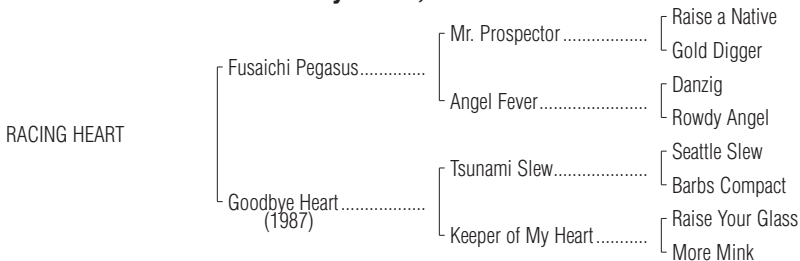 Raise a Native
Mr. Prospector..................
Gold Digger
Fusaichi Pegasus..............
Danzig
Angel Fever.......................
Rowdy Angel
RACING HEART
Seattle Slew
Tsunami Slew....................
Barbs Compact
Goodbye Heart..................
(1987)
Raise Your Glass
Keeper of My Heart...........
More Mink